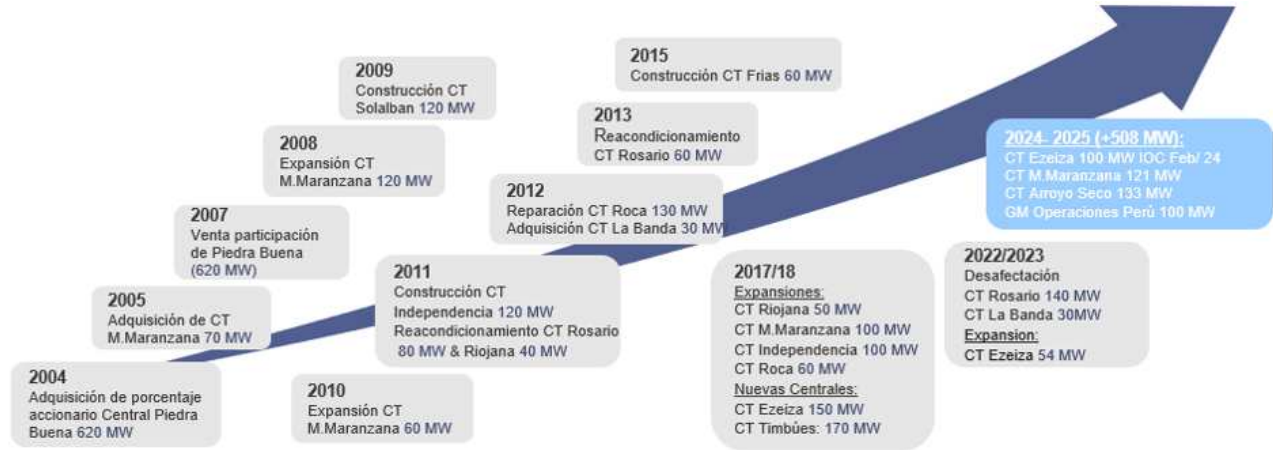 2004
Adquisición de porcentaje
accionario Central Piedra
Buena 620 MW
2005
Adquisición de CT
M.Maranzana 70 MW
2007
Venta participación
de Piedra Buena
(620 MW)
2008
Expansión CT
M.Maranzana 120 MW
2009
Construcción CT
Solalban 120 MW
2010
Expansión CT
M.Maranzana 60 MW
2011
Construcción CT
Independencia 120 MW
Reacondicionamiento CT Rosario
80 MW & Riojana 40 MW
2012
Reparación CT Roca 130 MW
Adquisición CT La Banda 30 MW
2013
Reacondicionamiento
CT Rosario 60 MW
2015
Construcción CT Frias 60 MW
2017/18
Expansiones:
CT Riojana 50 MW
CT M.Maranzana 100 MW
CT Independencia 100 MW
CT Roca 60 MW
Nuevas Centrales:
CT Ezeiza 150 MW
CT Timbúes: 170 MW
2022/2023
Desafectación
CT Rosario 140 MW
CT La Banda 30MW
Expansion:
CT Ezeiza 54 MW
2024- 2025 (+508 MW):
CT Ezeiza 100 MW IOC Feb/ 24
CT M.Maranzana 121 MW
CT Arroyo Seco 133 MW
GM Operaciones Perú 100 MW